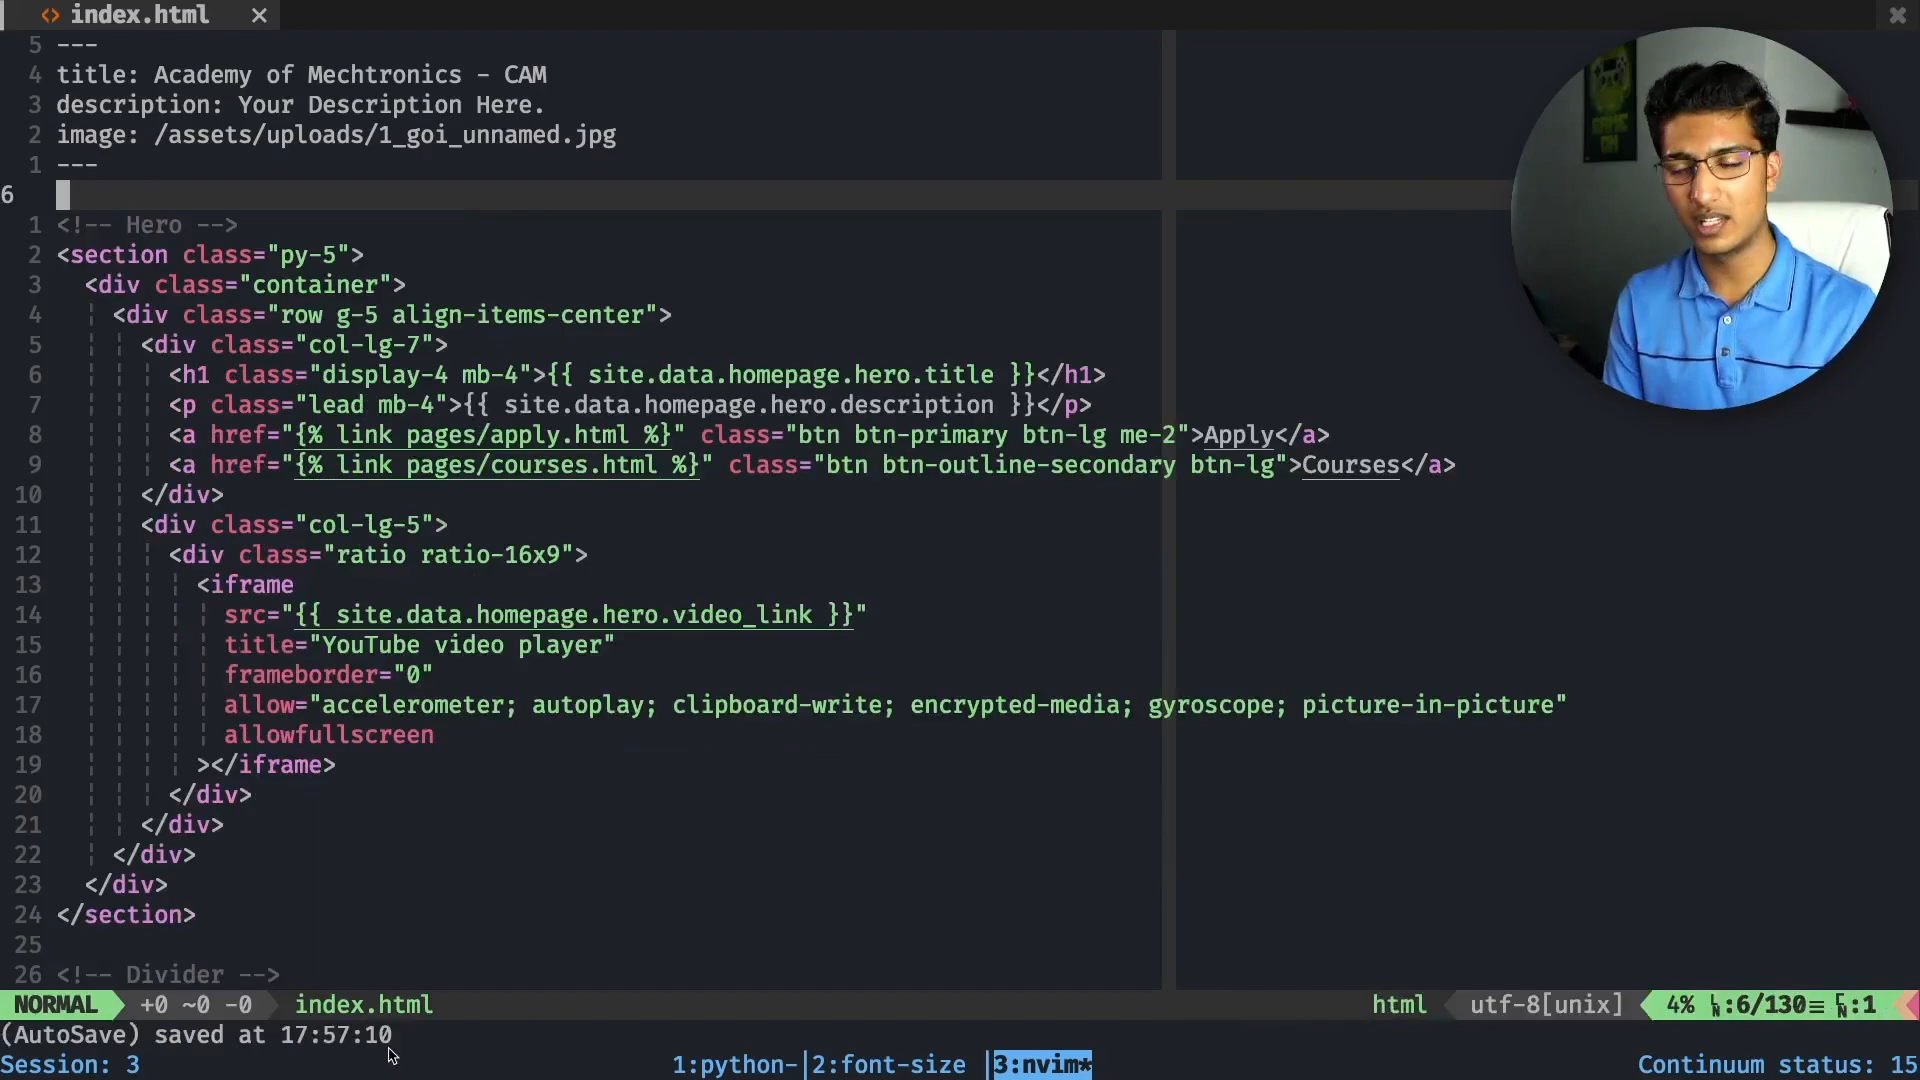 <> index.html ×
5 ---
4 title: Academy of Mechtronics - CAM
3 description: Your Description Here.
2 image: /assets/uploads/1_goi_unnamed.jpg
1 ---
6
1 <!-- Hero -->
2 <section class="py-5">
3 <div class="container">
4 <div class="row g-5 align-items-center">
5 <div class="col-lg-7">
6 <h1 class="display-4 mb-4">{{ site.data.homepage.hero.title }}</h1>
7 <p class="lead mb-4">{{ site.data.homepage.hero.description }}</p>
8 <a href="{% link pages/apply.html %}" class="btn btn-primary btn-lg me-2">Apply</a>
9 <a href="{% link pages/courses.html %}" class="btn btn-outline-secondary btn-lg">Courses</a>
10 </div>
11 <div class="col-lg-5">
12 <div class="ratio ratio-16x9">
13 <iframe
14 src="{{ site.data.homepage.hero.video_link }}"
15 title="YouTube video player"
16 frameborder="0"
17 allow="accelerometer; autoplay; clipboard-write; encrypted-media; gyroscope; picture-in-picture"
18 allowfullscreen
19 ></iframe>
20 </div>
21 </div>
22 </div>
23 </div>
24 </section>
25
26 <!-- Divider -->
NORMAL +0 ~0 -0 index.html html utf-8[unix] 4% LN:6/130≡ CN:1
(AutoSave) saved at 17:57:10
Session: 3 1:python-|2:font-size |3:nvim* Continuum status: 15